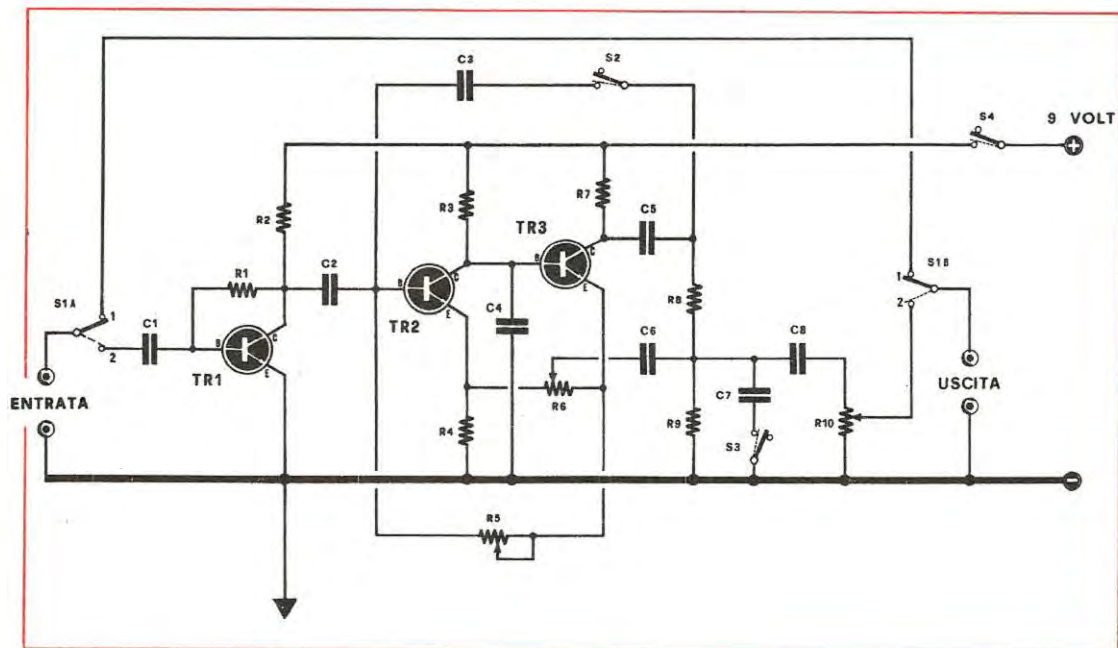 C3
S2
S4
9 VOLT
+
R2
R3
R7
TR3
C5
C
B
E
S1A
1
2
R1
C2
TR2
B
C
E
C4
R8
1
2
S1B
C1
B
C
E
TR1
C6
C8
ENTRATA
R6
C7
USCITA
R4
R9
S3
R10
-
R5